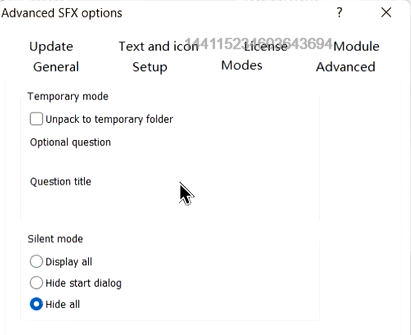 Advanced SFX options ?
Update Text and icon License Module
144115234602643694
General Setup Modes Advanced
Temporary mode
Unpack to temporary folder
Optional question
Question title
Silent mode
Display all
Hide start dialog
Hide all